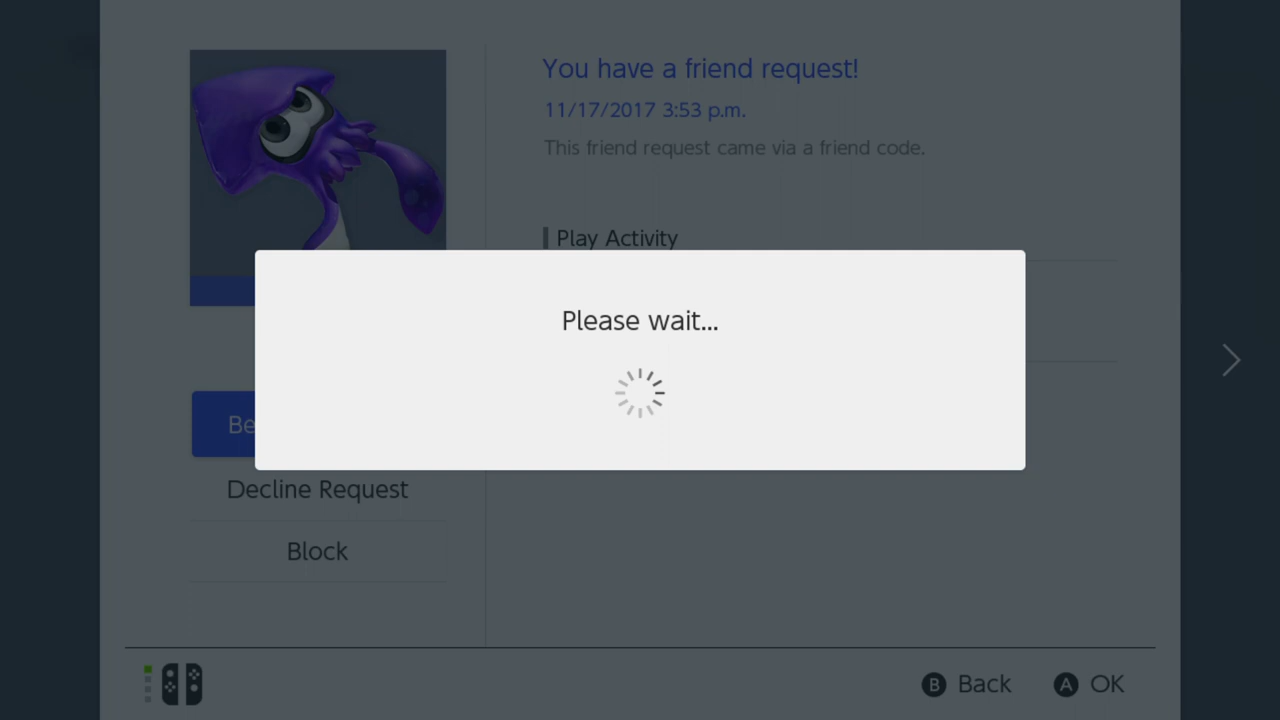 You have a friend request!
11/17/2017 3:53 p.m.
This friend request came via a friend code.
Play Activity
Please wait...
Be
Decline Request
Block
B Back
A OK